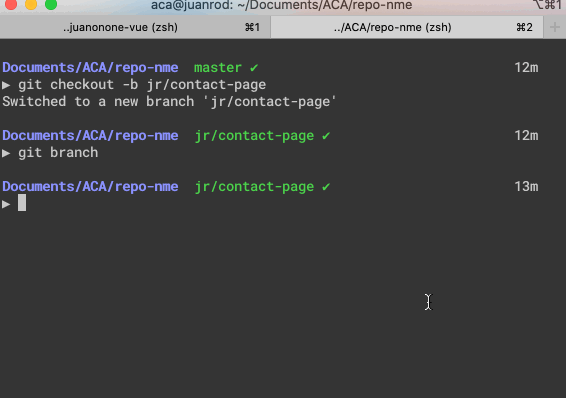 aca@juanrod: ~/Documents/ACA/repo-nme ⌥⌘1
..juanonone-vue (zsh) ⌘1 ../ACA/repo-nme (zsh) ⌘2 +
Documents/ACA/repo-nme master ✔ 12m
▶ git checkout -b jr/contact-page
Switched to a new branch 'jr/contact-page'
Documents/ACA/repo-nme jr/contact-page ✔ 12m
▶ git branch
Documents/ACA/repo-nme jr/contact-page ✔ 13m
▶